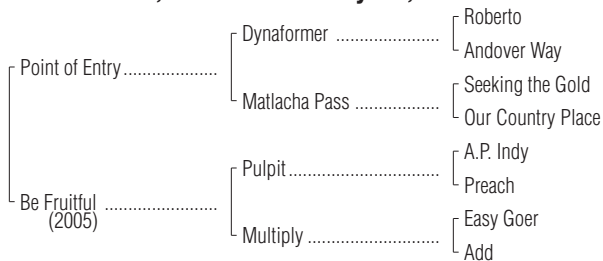 Roberto
Dynaformer
Andover Way
Point of Entry
Seeking the Gold
Matlacha Pass
Our Country Place
A.P. Indy
Pulpit
Preach
Be Fruitful
(2005)
Easy Goer
Multiply
Add